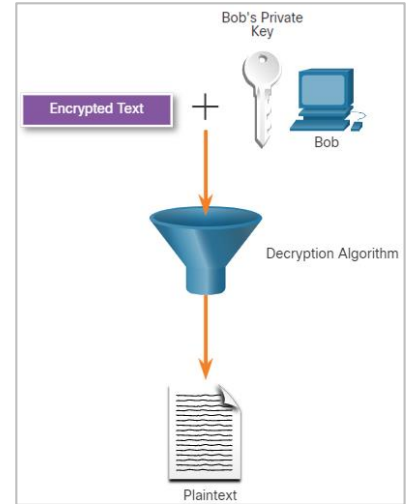 Bob's Private
Key
Encrypted Text
+
Bob
Decryption Algorithm
Plaintext